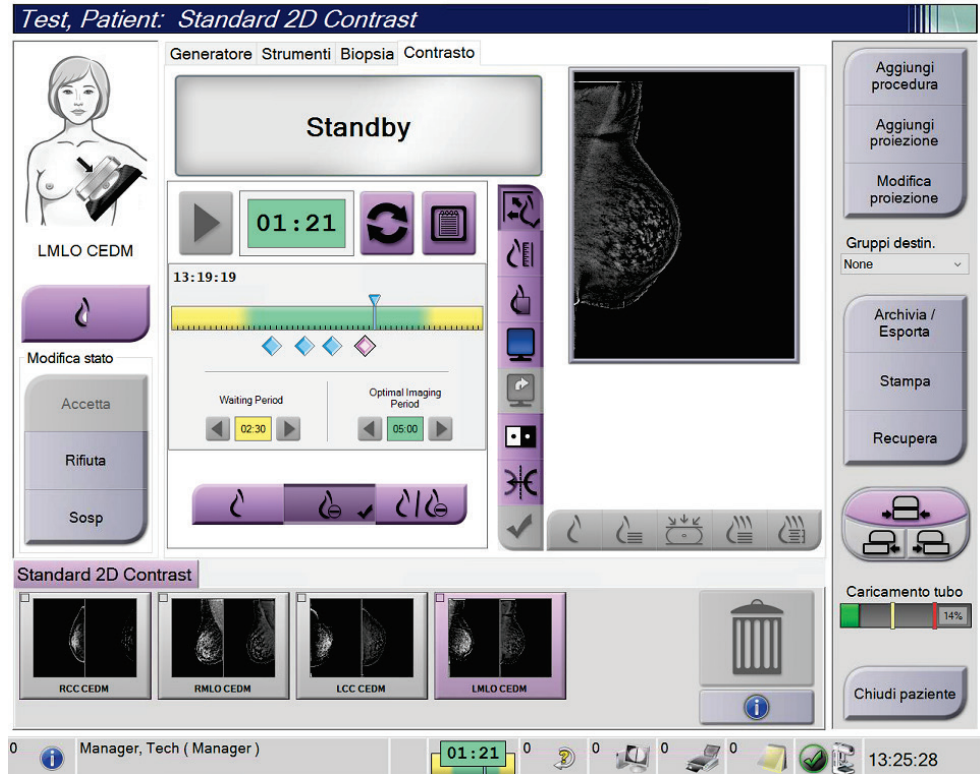 Test, Patient: Standard 2D Contrast
Generatore Strumenti Biopsia Contrasto
Standby
LMLO CEDM
Modifica stato
Accetta
Rifiuta
Sosp
01:21
13:19:19
Waiting Period
02:30
Optimal Imaging
Period
05:00
Aggiungi
procedura
Aggiungi
proiezione
Modifica
proiezione
Gruppi destin.
None
Archivia /
Esporta
Stampa
Recupera
Caricamento tubo
14%
Chiudi paziente
Standard 2D Contrast
RCC CEDM
RMLO CEDM
LCC CEDM
LMLO CEDM
0
Manager, Tech ( Manager )
01:21
0
0
0
0
13:25:28